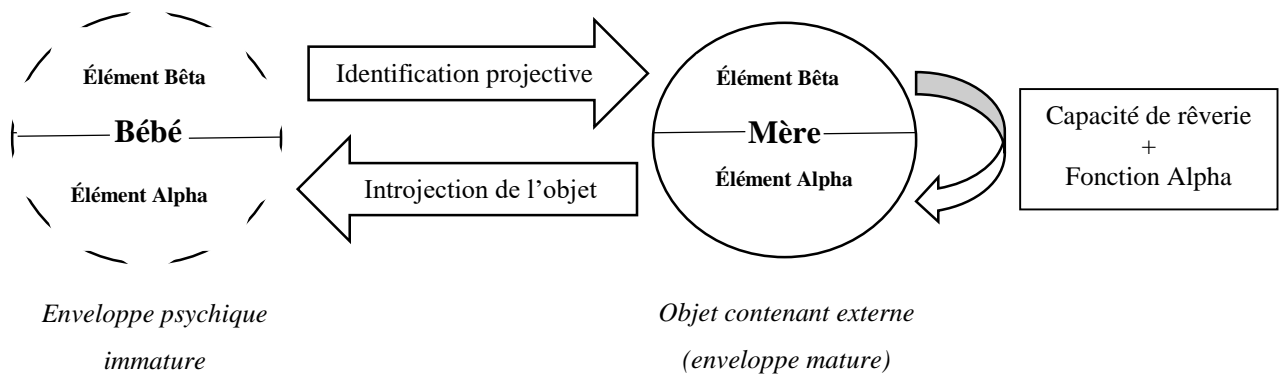 Élément Bêta
Bébé
Élément Alpha
Identification projective
Introjection de l’objet
Élément Bêta
Mère
Élément Alpha
Capacité de rêverie
+
Fonction Alpha
Enveloppe psychique
immature
Objet contenant externe
(enveloppe mature)